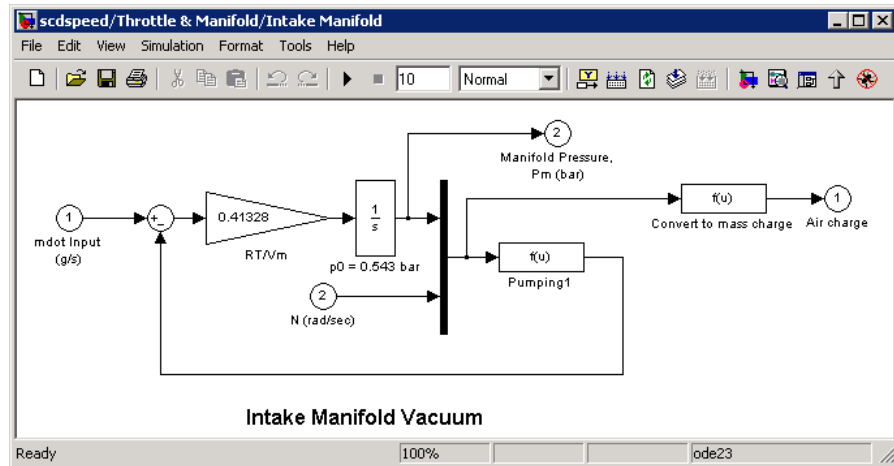 scdspeed/Throttle & Manifold/Intake Manifold
File Edit View Simulation Format Tools Help
10 Normal
2
Manifold Pressure,
Pm (bar)
1
mdot Input
(g/s)
+
-
0.41328
RT/Vm
1
s
p0 = 0.543 bar
2
N (rad/sec)
f(u)
Pumping1
f(u)
Convert to mass charge
1
Air charge
Intake Manifold Vacuum
Ready 100% ode23